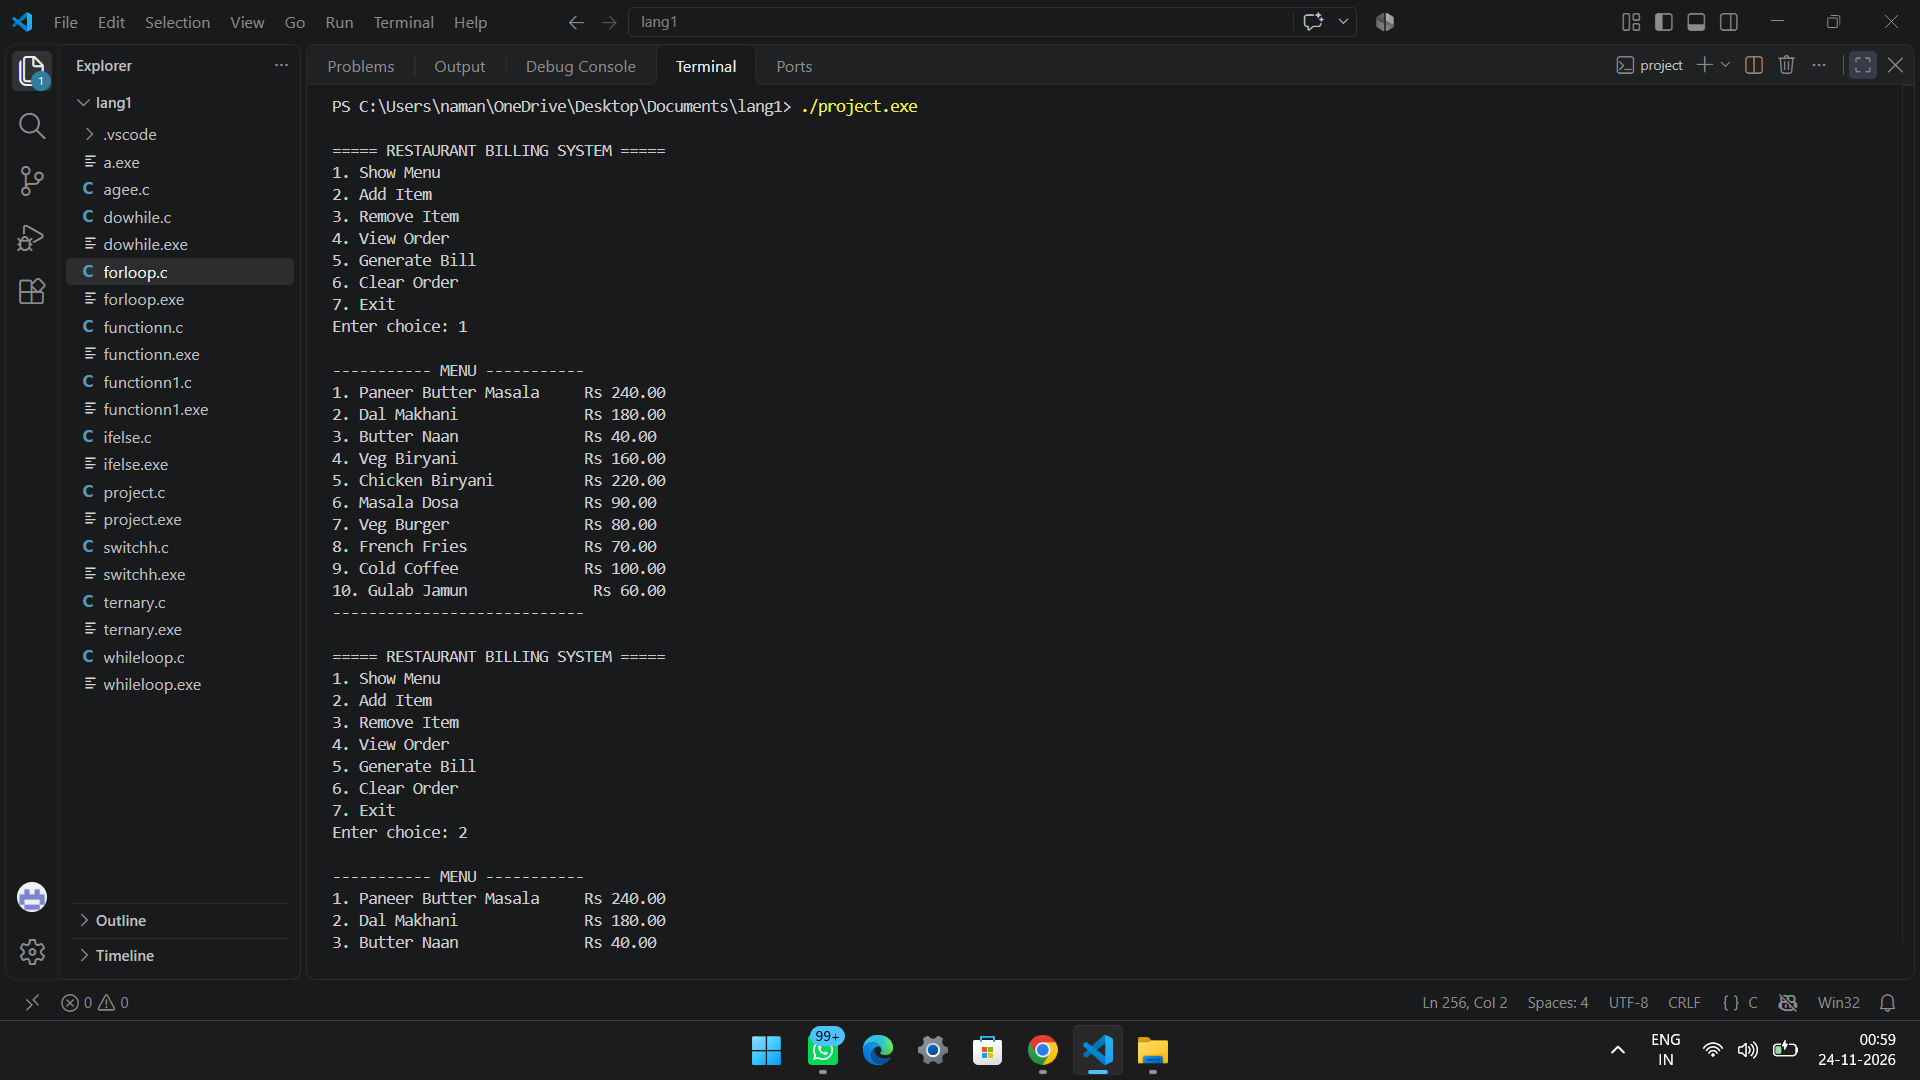 File Edit Selection View Go Run Terminal Help
lang1
Explorer
Problems Output Debug Console Terminal Ports
project
1
lang1
.vscode
a.exe
C agee.c
C dowhile.c
dowhile.exe
C forloop.c
forloop.exe
C functionn.c
functionn.exe
C functionn1.c
functionn1.exe
C ifelse.c
ifelse.exe
C project.c
project.exe
C switchh.c
switchh.exe
C ternary.c
ternary.exe
C whileloop.c
whileloop.exe
Outline
Timeline
PS C:\Users\naman\OneDrive\Desktop\Documents\lang1> ./project.exe
===== RESTAURANT BILLING SYSTEM =====
1. Show Menu
2. Add Item
3. Remove Item
4. View Order
5. Generate Bill
6. Clear Order
7. Exit
Enter choice: 1
----------- MENU -----------
1. Paneer Butter Masala     Rs 240.00
2. Dal Makhani              Rs 180.00
3. Butter Naan              Rs 40.00
4. Veg Biryani              Rs 160.00
5. Chicken Biryani          Rs 220.00
6. Masala Dosa              Rs 90.00
7. Veg Burger               Rs 80.00
8. French Fries             Rs 70.00
9. Cold Coffee              Rs 100.00
10. Gulab Jamun              Rs 60.00
----------------------------
===== RESTAURANT BILLING SYSTEM =====
1. Show Menu
2. Add Item
3. Remove Item
4. View Order
5. Generate Bill
6. Clear Order
7. Exit
Enter choice: 2
----------- MENU -----------
1. Paneer Butter Masala     Rs 240.00
2. Dal Makhani              Rs 180.00
3. Butter Naan              Rs 40.00
0 0
Ln 256, Col 2 Spaces: 4 UTF-8 CRLF {} C Win32
99+
ENG
IN
00:59
24-11-2026